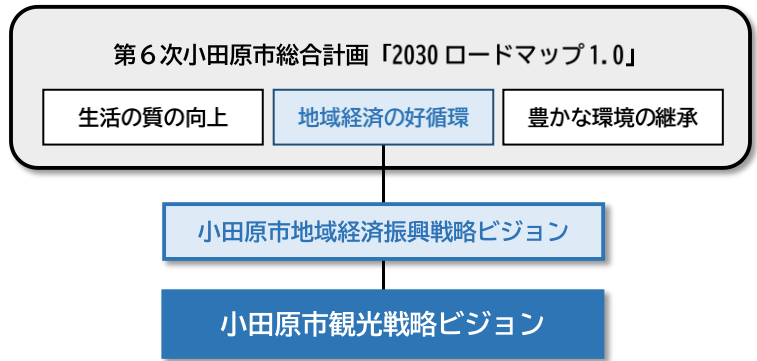 第６次小田原市総合計画「2030 ロードマップ 1.0」
生活の質の向上
地域経済の好循環
豊かな環境の継承
小田原市地域経済振興戦略ビジョン
小田原市観光戦略ビジョン